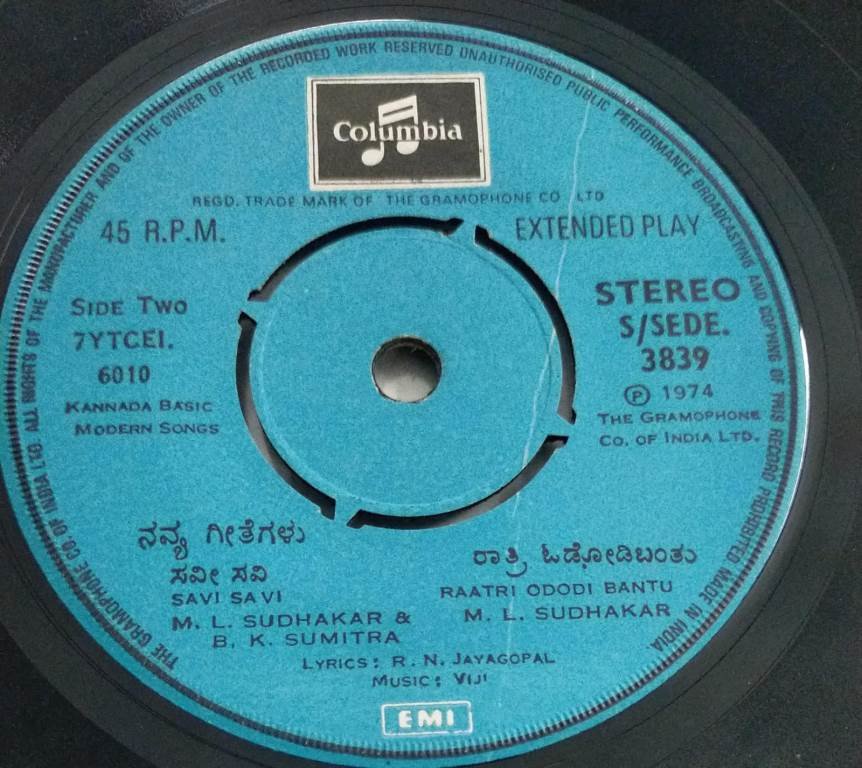 THE GRAMOPHONE CO. OF INDIA LTD. ALL RIGHTS OF THE MANUFACTURER AND OF THE OWNER OF THE RECORDED WORK RESERVED UNAUTHORISED PUBLIC PERFORMANCE BROADCASTING AND COPYING OF THIS RECORD PROHIBITED MADE IN INDIA.
Columbia
REGD. TRADE MARK OF THE GRAMOPHONE CO. LTD
45 R.P.M.
EXTENDED PLAY
SIDE TWO
7YTCEI.
6010
KANNADA BASIC
MODERN SONGS
STEREO
S/SEDE.
3839
Ⓟ 1974
THE GRAMOPHONE
CO. OF INDIA LTD.
ನವ್ಯ ಗೀತೆಗಳು
ಸವೀ ಸವಿ
SAVI SAVI
M. L. SUDHAKAR &
B. K. SUMITRA
ರಾತ್ರಿ ಓಡೋಡಿಬಂತು
RAATRI ODODI BANTU
M. L. SUDHAKAR
LYRICS: R. N. JAYAGOPAL
MUSIC: VIJI
EMI